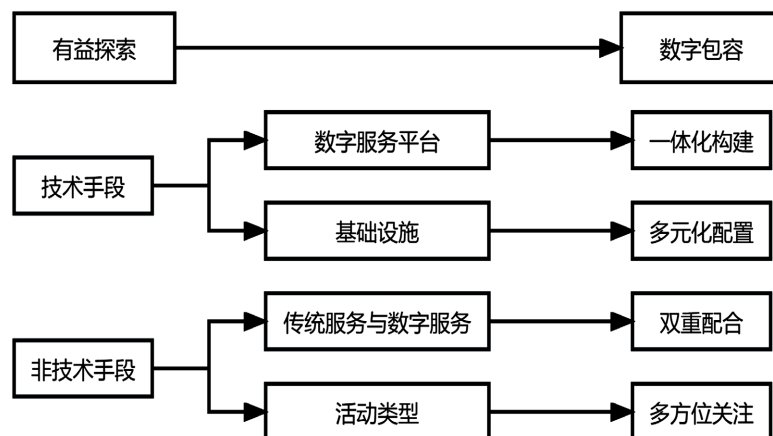 有益探索
数字包容
数字服务平台
一体化构建
技术手段
基础设施
多元化配置
传统服务与数字服务
双重配合
非技术手段
活动类型
多方位关注